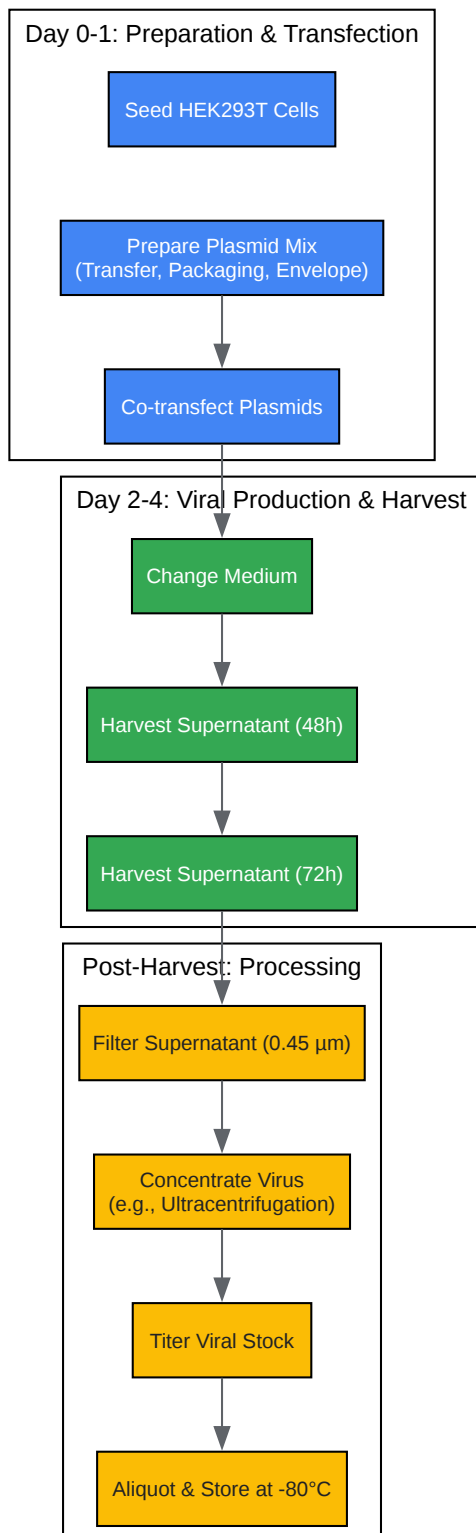 Day 0-1: Preparation & Transfection
Seed HEK293T Cells
Prepare Plasmid Mix
(Transfer, Packaging, Envelope)
Co-transfect Plasmids
Day 2-4: Viral Production & Harvest
Change Medium
Harvest Supernatant (48h)
Harvest Supernatant (72h)
Post-Harvest: Processing
Filter Supernatant (0.45 µm)
Concentrate Virus
(e.g., Ultracentrifugation)
Titer Viral Stock
Aliquot & Store at -80°C